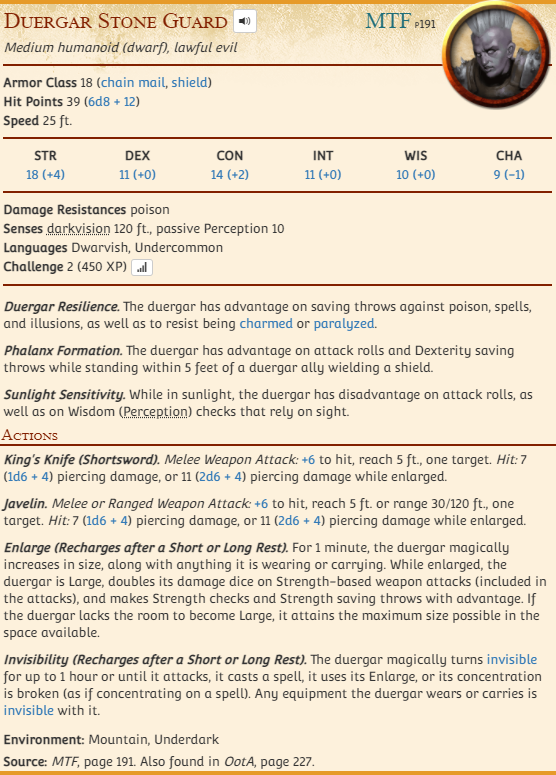 Duergar Stone Guard MTF p191
Medium humanoid (dwarf), lawful evil
Armor Class 18 (chain mail, shield)
Hit Points 39 (6d8 + 12)
Speed 25 ft.
STR DEX CON INT WIS CHA
18 (+4) 11 (+0) 14 (+2) 11 (+0) 10 (+0) 9 (−1)
Damage Resistances poison
Senses darkvision 120 ft., passive Perception 10
Languages Dwarvish, Undercommon
Challenge 2 (450 XP)
Duergar Resilience. The duergar has advantage on saving throws against poison, spells,
and illusions, as well as to resist being charmed or paralyzed.
Phalanx Formation. The duergar has advantage on attack rolls and Dexterity saving
throws while standing within 5 feet of a duergar ally wielding a shield.
Sunlight Sensitivity. While in sunlight, the duergar has disadvantage on attack rolls, as
well as on Wisdom (Perception) checks that rely on sight.
Actions
King's Knife (Shortsword). Melee Weapon Attack: +6 to hit, reach 5 ft., one target. Hit: 7
(1d6 + 4) piercing damage, or 11 (2d6 + 4) piercing damage while enlarged.
Javelin. Melee or Ranged Weapon Attack: +6 to hit, reach 5 ft. or range 30/120 ft., one
target. Hit: 7 (1d6 + 4) piercing damage, or 11 (2d6 + 4) piercing damage while enlarged.
Enlarge (Recharges after a Short or Long Rest). For 1 minute, the duergar magically
increases in size, along with anything it is wearing or carrying. While enlarged, the
duergar is Large, doubles its damage dice on Strength-based weapon attacks (included in
the attacks), and makes Strength checks and Strength saving throws with advantage. If
the duergar lacks the room to become Large, it attains the maximum size possible in the
space available.
Invisibility (Recharges after a Short or Long Rest). The duergar magically turns invisible
for up to 1 hour or until it attacks, it casts a spell, it uses its Enlarge, or its concentration
is broken (as if concentrating on a spell). Any equipment the duergar wears or carries is
invisible with it.
Environment: Mountain, Underdark
Source: MTF, page 191. Also found in OotA, page 227.